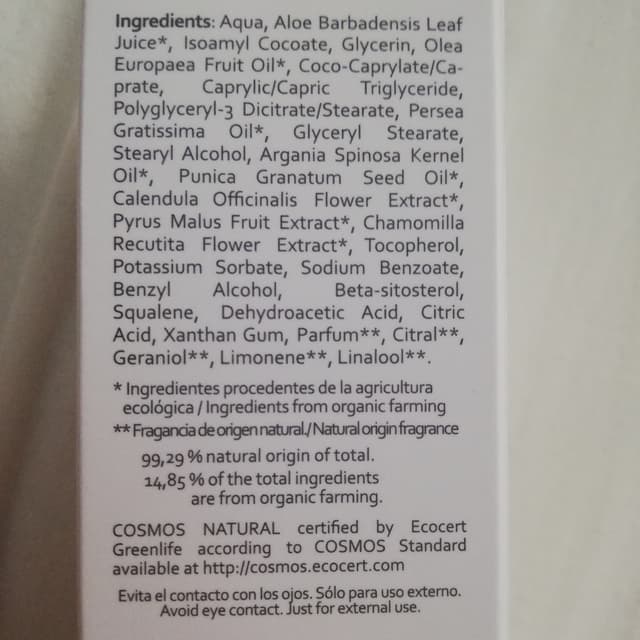 Ingredients: Aqua, Aloe Barbadensis Leaf
Juice*, Isoamyl Cocoate, Glycerin, Olea
Europaea Fruit Oil*, Coco-Caprylate/Ca-
prate, Caprylic/Capric Triglyceride,
Polyglyceryl-3 Dicitrate/Stearate, Persea
Gratissima Oil*, Glyceryl Stearate,
Stearyl Alcohol, Argania Spinosa Kernel
Oil*, Punica Granatum Seed Oil*,
Calendula Officinalis Flower Extract*,
Pyrus Malus Fruit Extract*, Chamomilla
Recutita Flower Extract*, Tocopherol,
Potassium Sorbate, Sodium Benzoate,
Benzyl Alcohol, Beta-sitosterol,
Squalene, Dehydroacetic Acid, Citric
Acid, Xanthan Gum, Parfum**, Citral**,
Geraniol**, Limonene**, Linalool**.
* Ingredientes procedentes de la agricultura
ecológica / Ingredients from organic farming
** Fragancia de origen natural./ Natural origin fragrance
99,29 % natural origin of total.
14,85 % of the total ingredients
are from organic farming.
COSMOS NATURAL certified by Ecocert
Greenlife according to COSMOS Standard
available at http://cosmos.ecocert.com
Evita el contacto con los ojos. Sólo para uso externo.
Avoid eye contact. Just for external use.